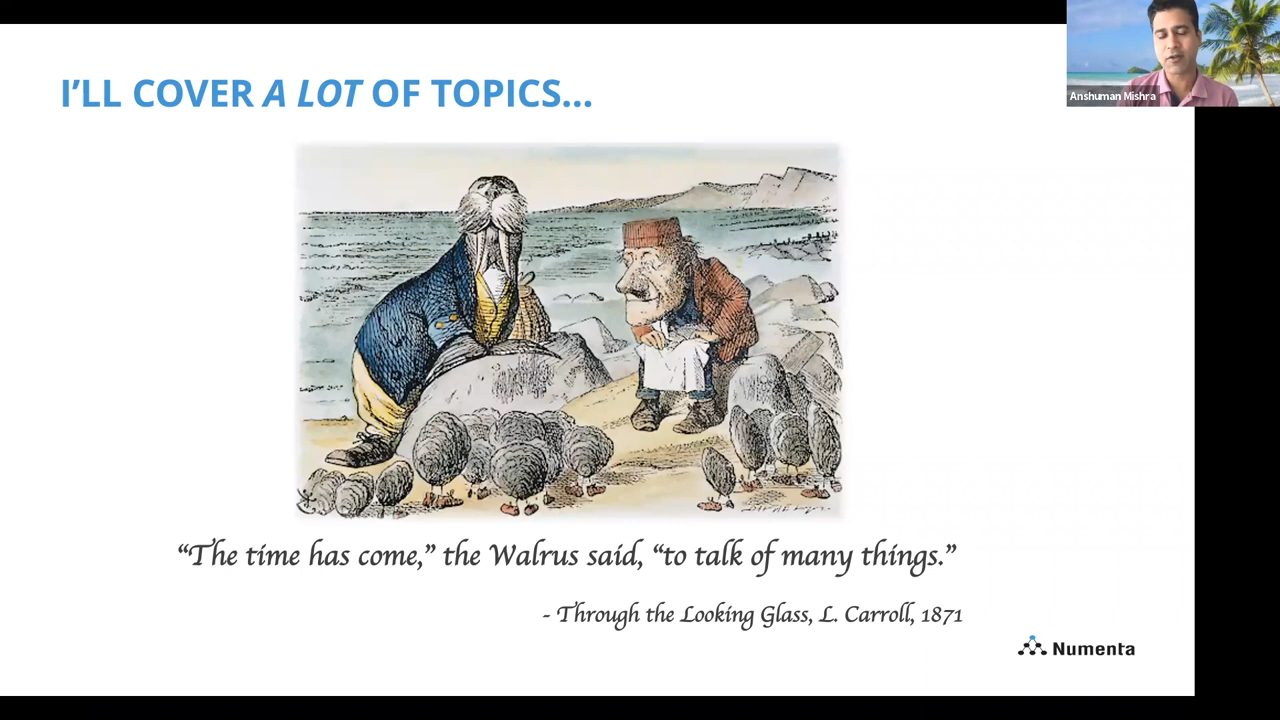 I’LL COVER A LOT OF TOPICS...
Anshuman Mishra
“The time has come,” the Walrus said, “to talk of many things.”
- Through the Looking Glass, L. Carroll, 1871
Numenta